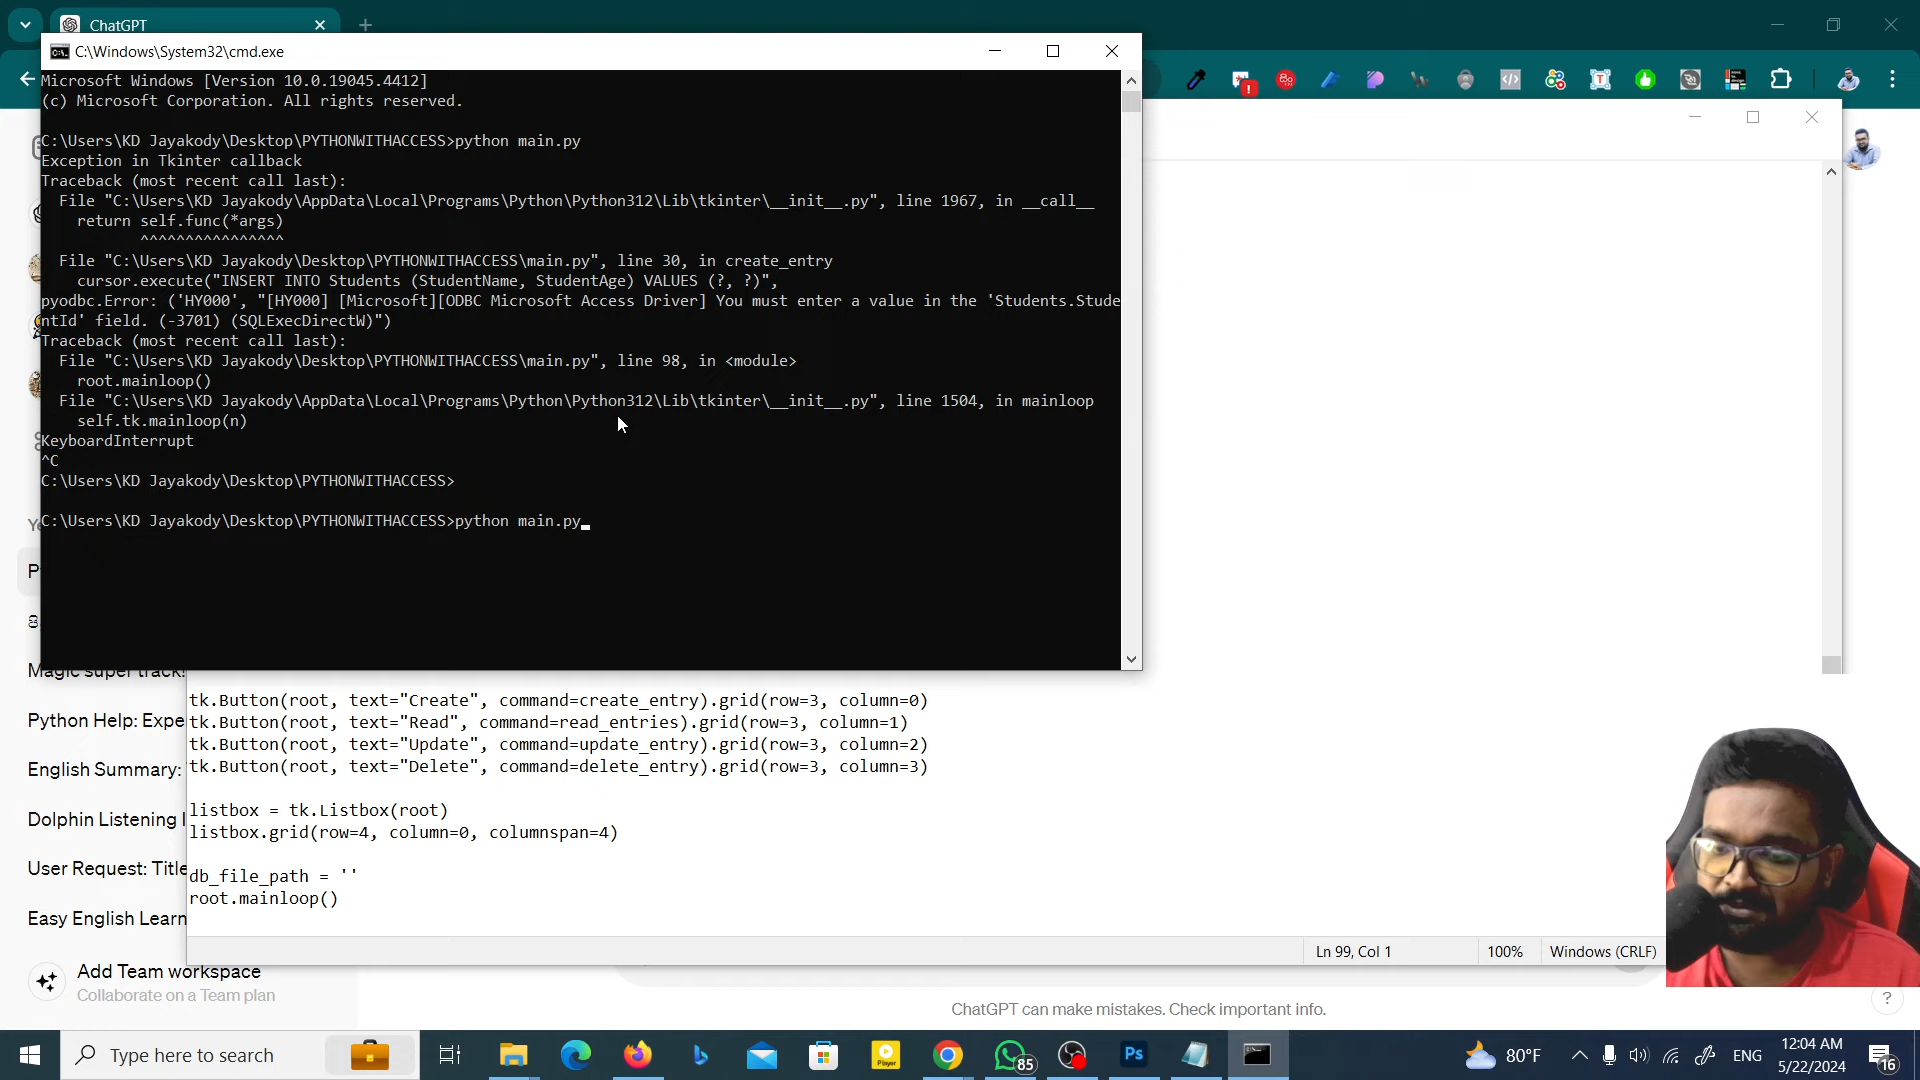 ChatGPT
C:\Windows\System32\cmd.exe
Microsoft Windows [Version 10.0.19045.4412]
(c) Microsoft Corporation. All rights reserved.
C:\Users\KD Jayakody\Desktop\PYTHONWITHACCESS>python main.py
Exception in Tkinter callback
Traceback (most recent call last):
File "C:\Users\KD Jayakody\AppData\Local\Programs\Python\Python312\Lib\tkinter\__init__.py", line 1967, in __call__
return self.func(*args)
^^^^^^^^^^^^^^^^
File "C:\Users\KD Jayakody\Desktop\PYTHONWITHACCESS\main.py", line 30, in create_entry
cursor.execute("INSERT INTO Students (StudentName, StudentAge) VALUES (?, ?)",
pyodbc.Error: ('HY000', "[HY000] [Microsoft][ODBC Microsoft Access Driver] You must enter a value in the 'Students.Stude
ntId' field. (-3701) (SQLExecDirectW)")
Traceback (most recent call last):
File "C:\Users\KD Jayakody\Desktop\PYTHONWITHACCESS\main.py", line 98, in <module>
root.mainloop()
File "C:\Users\KD Jayakody\AppData\Local\Programs\Python\Python312\Lib\tkinter\__init__.py", line 1504, in mainloop
self.tk.mainloop(n)
KeyboardInterrupt
^C
C:\Users\KD Jayakody\Desktop\PYTHONWITHACCESS>
C:\Users\KD Jayakody\Desktop\PYTHONWITHACCESS>python main.py
Magic super track!
Python Help: Expe
English Summary:
Dolphin Listening
User Request: Title
Easy English Learn
Add Team workspace
Collaborate on a Team plan
tk.Button(root, text="Create", command=create_entry).grid(row=3, column=0)
tk.Button(root, text="Read", command=read_entries).grid(row=3, column=1)
tk.Button(root, text="Update", command=update_entry).grid(row=3, column=2)
tk.Button(root, text="Delete", command=delete_entry).grid(row=3, column=3)
listbox = tk.Listbox(root)
listbox.grid(row=4, column=0, columnspan=4)
db_file_path = ''
root.mainloop()
Ln 99, Col 1
100%
Windows (CRLF)
ChatGPT can make mistakes. Check important info.
?
Type here to search
Player
85
Ps
80°F
ENG
12:04 AM
5/22/2024
16